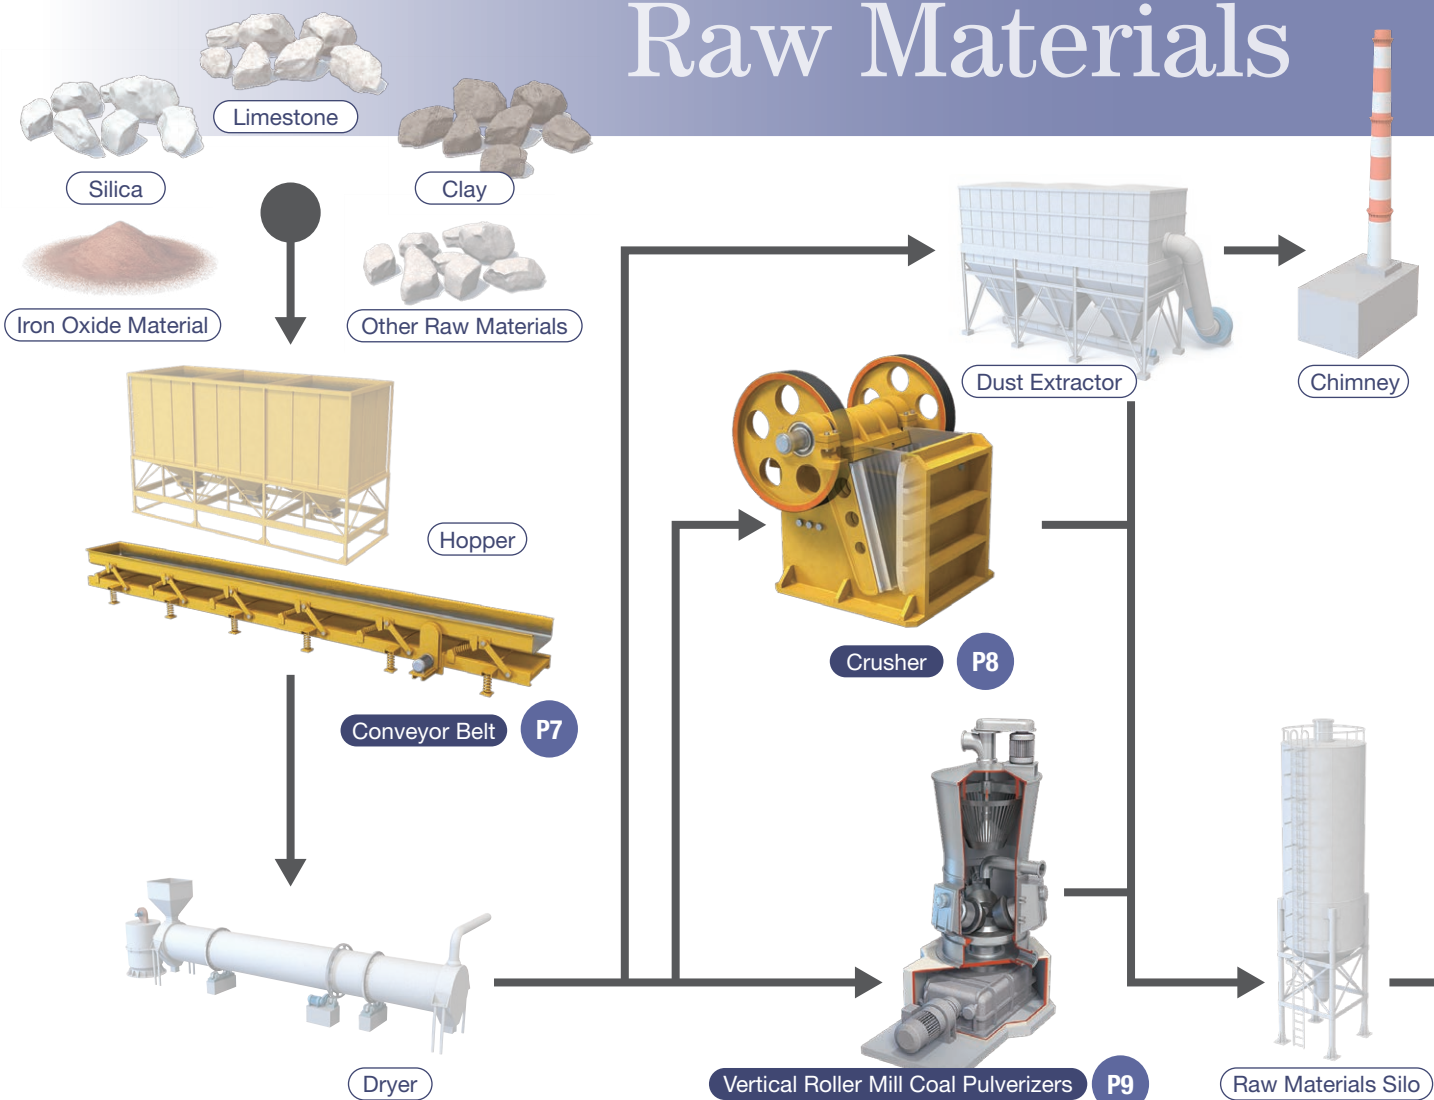 Raw Materials
Limestone
Silica
Clay
Iron Oxide Material
Other Raw Materials
Dust Extractor
Chimney
Hopper
Crusher
P8
Conveyor Belt
P7
Dryer
Vertical Roller Mill Coal Pulverizers
P9
Raw Materials Silo